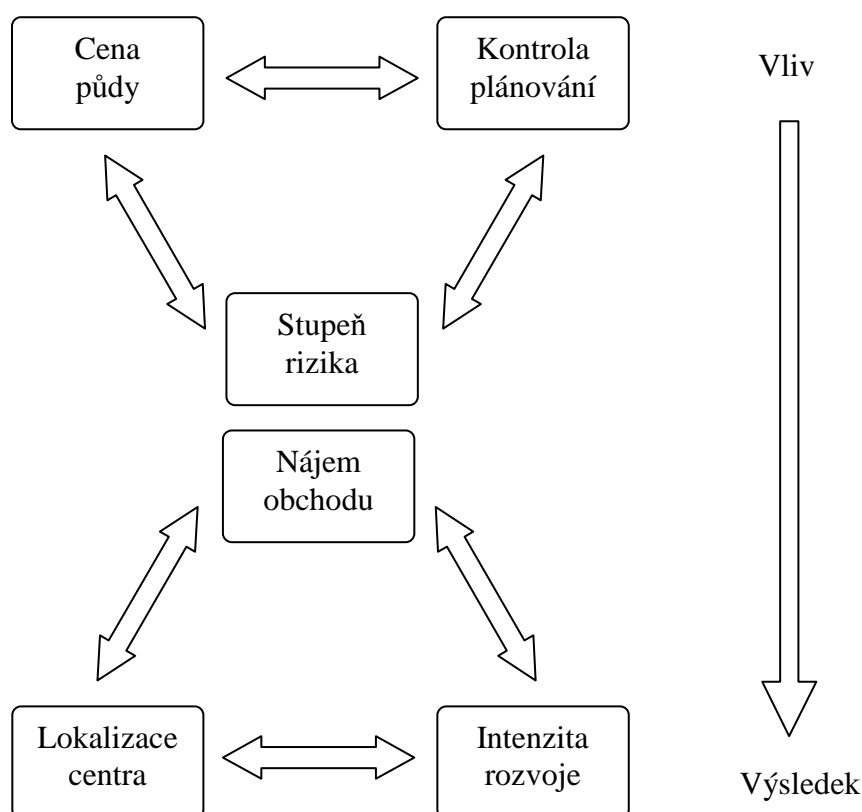 Cena
půdy
Kontrola
plánování
Vliv
Stupeň
rizika
Nájem
obchodu
Lokalizace
centra
Intenzita
rozvoje
Výsledek